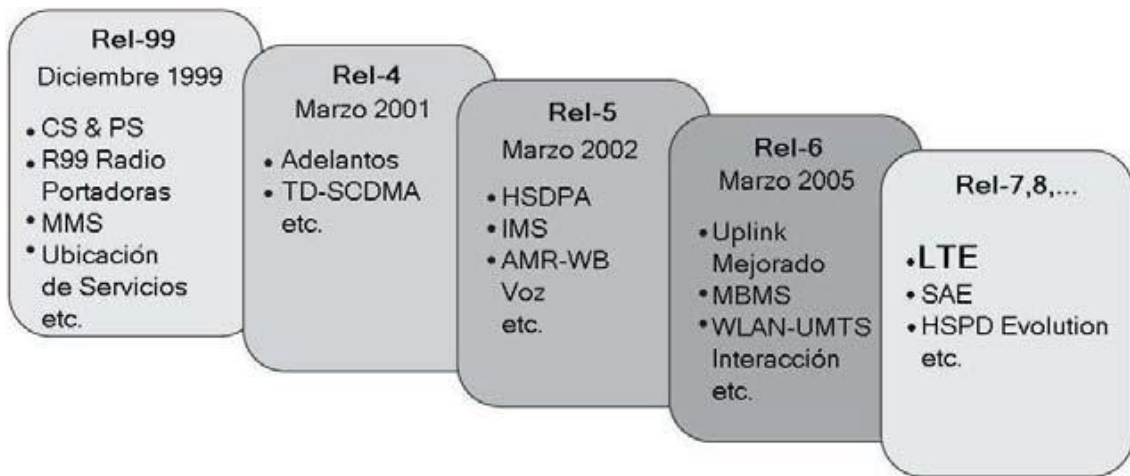 Rel-99
Diciembre 1999
• CS & PS
• R99 Radio
Portadoras
• MMS
• Ubicación
de Servicios
etc.
Rel-4
Marzo 2001
• Adelantos
• TD-SCDMA
etc.
Rel-5
Marzo 2002
• HSDPA
• IMS
• AMR-WB
Voz
etc.
Rel-6
Marzo 2005
• Uplink
Mejorado
• MBMS
• WLAN-UMTS
Interacción
etc.
Rel-7,8,...
• LTE
• SAE
• HSPD Evolution
etc.